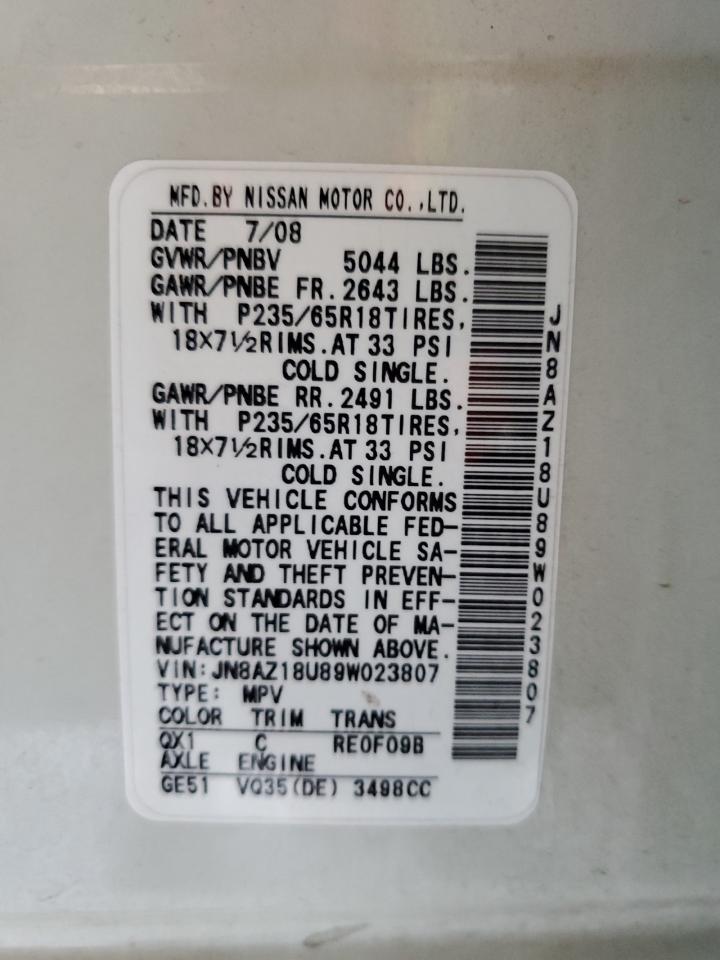 MFD.BY NISSAN MOTOR CO.,LTD.
DATE 7/08
GVWR/PNBV 5044 LBS.
GAWR/PNBE FR.2643 LBS.
WITH P235/65R18TIRES,
18×7½RIMS.AT 33 PSI
COLD SINGLE.
GAWR/PNBE RR.2491 LBS.
WITH P235/65R18TIRES,
18×7½RIMS.AT 33 PSI
COLD SINGLE.
THIS VEHICLE CONFORMS
TO ALL APPLICABLE FED-
ERAL MOTOR VEHICLE SA-
FETY AND THEFT PREVEN-
TION STANDARDS IN EFF-
ECT ON THE DATE OF MA-
NUFACTURE SHOWN ABOVE.
VIN:JN8AZ18U89W023807
TYPE: MPV
COLOR TRIM TRANS
QX1 C RE0F09B
AXLE ENGINE
GE51 VQ35(DE) 3498CC
JN8AZ18U89W023807